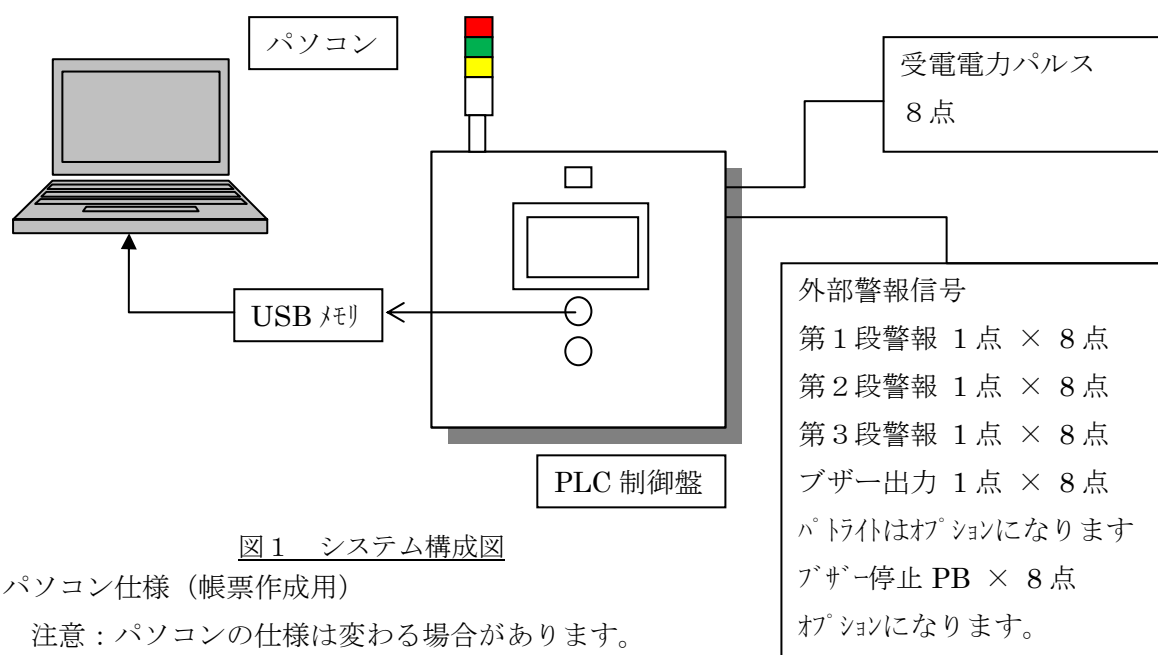 パソコン
受電電力パルス
８点
USB ﾒﾓﾘ
外部警報信号
第１段警報 １点 × ８点
第２段警報 １点 × ８点
第３段警報 １点 × ８点
ブザー出力 １点 × ８点
ﾊﾟﾄﾗｲﾄはｵﾌﾟｼｮﾝになります
ﾌﾞｻﾞｰ停止 PB × ８点
ｵﾌﾟｼｮﾝになります。
PLC 制御盤
図１　システム構成図
パソコン仕様（帳票作成用）
注意：パソコンの仕様は変わる場合があります。